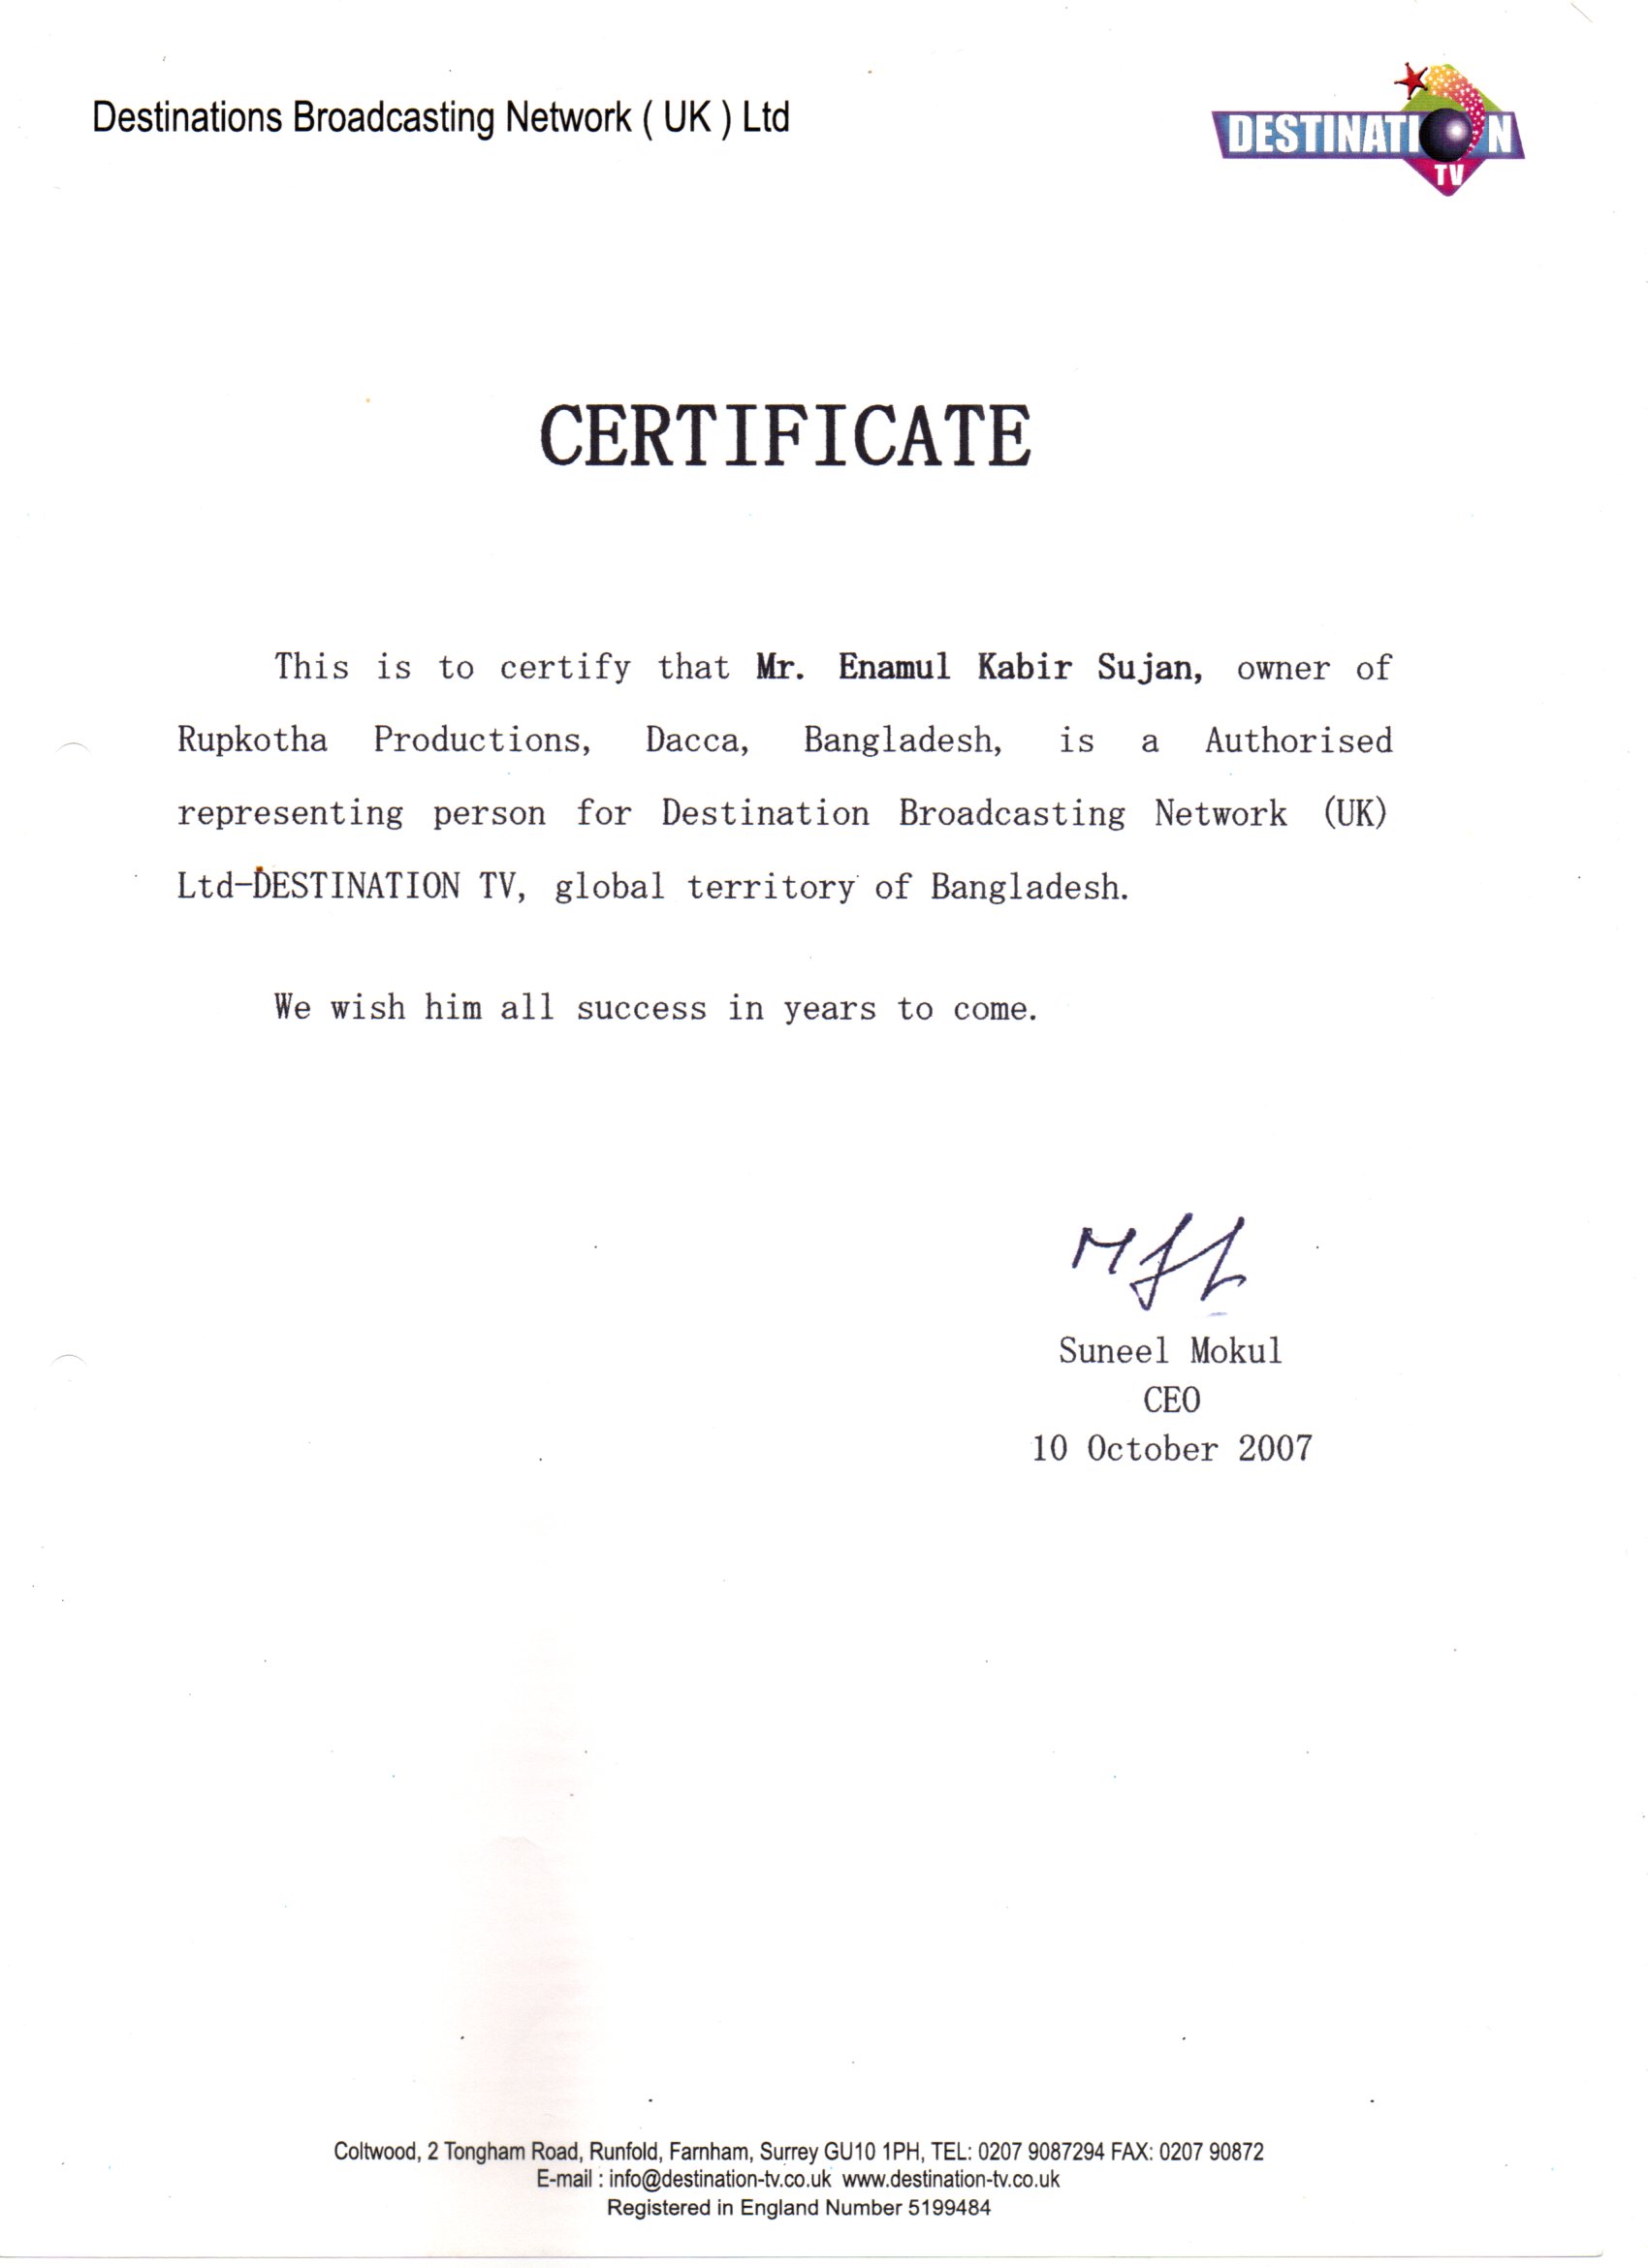 Destinations Broadcasting Network ( UK ) Ltd
DESTINATION
TV
CERTIFICATE
This is to certify that Mr. Enamul Kabir Sujan, owner of
Rupkotha Productions, Dacca, Bangladesh, is a Authorised
representing person for Destination Broadcasting Network (UK)
Ltd-DESTINATION TV, global territory of Bangladesh.
We wish him all success in years to come.
Suneel Mokul
CEO
10 October 2007
Coltwood, 2 Tongham Road, Runfold, Farnham, Surrey GU10 1PH, TEL: 0207 9087294 FAX: 0207 90872
E-mail : info@destination-tv.co.uk www.destination-tv.co.uk
Registered in England Number 5199484